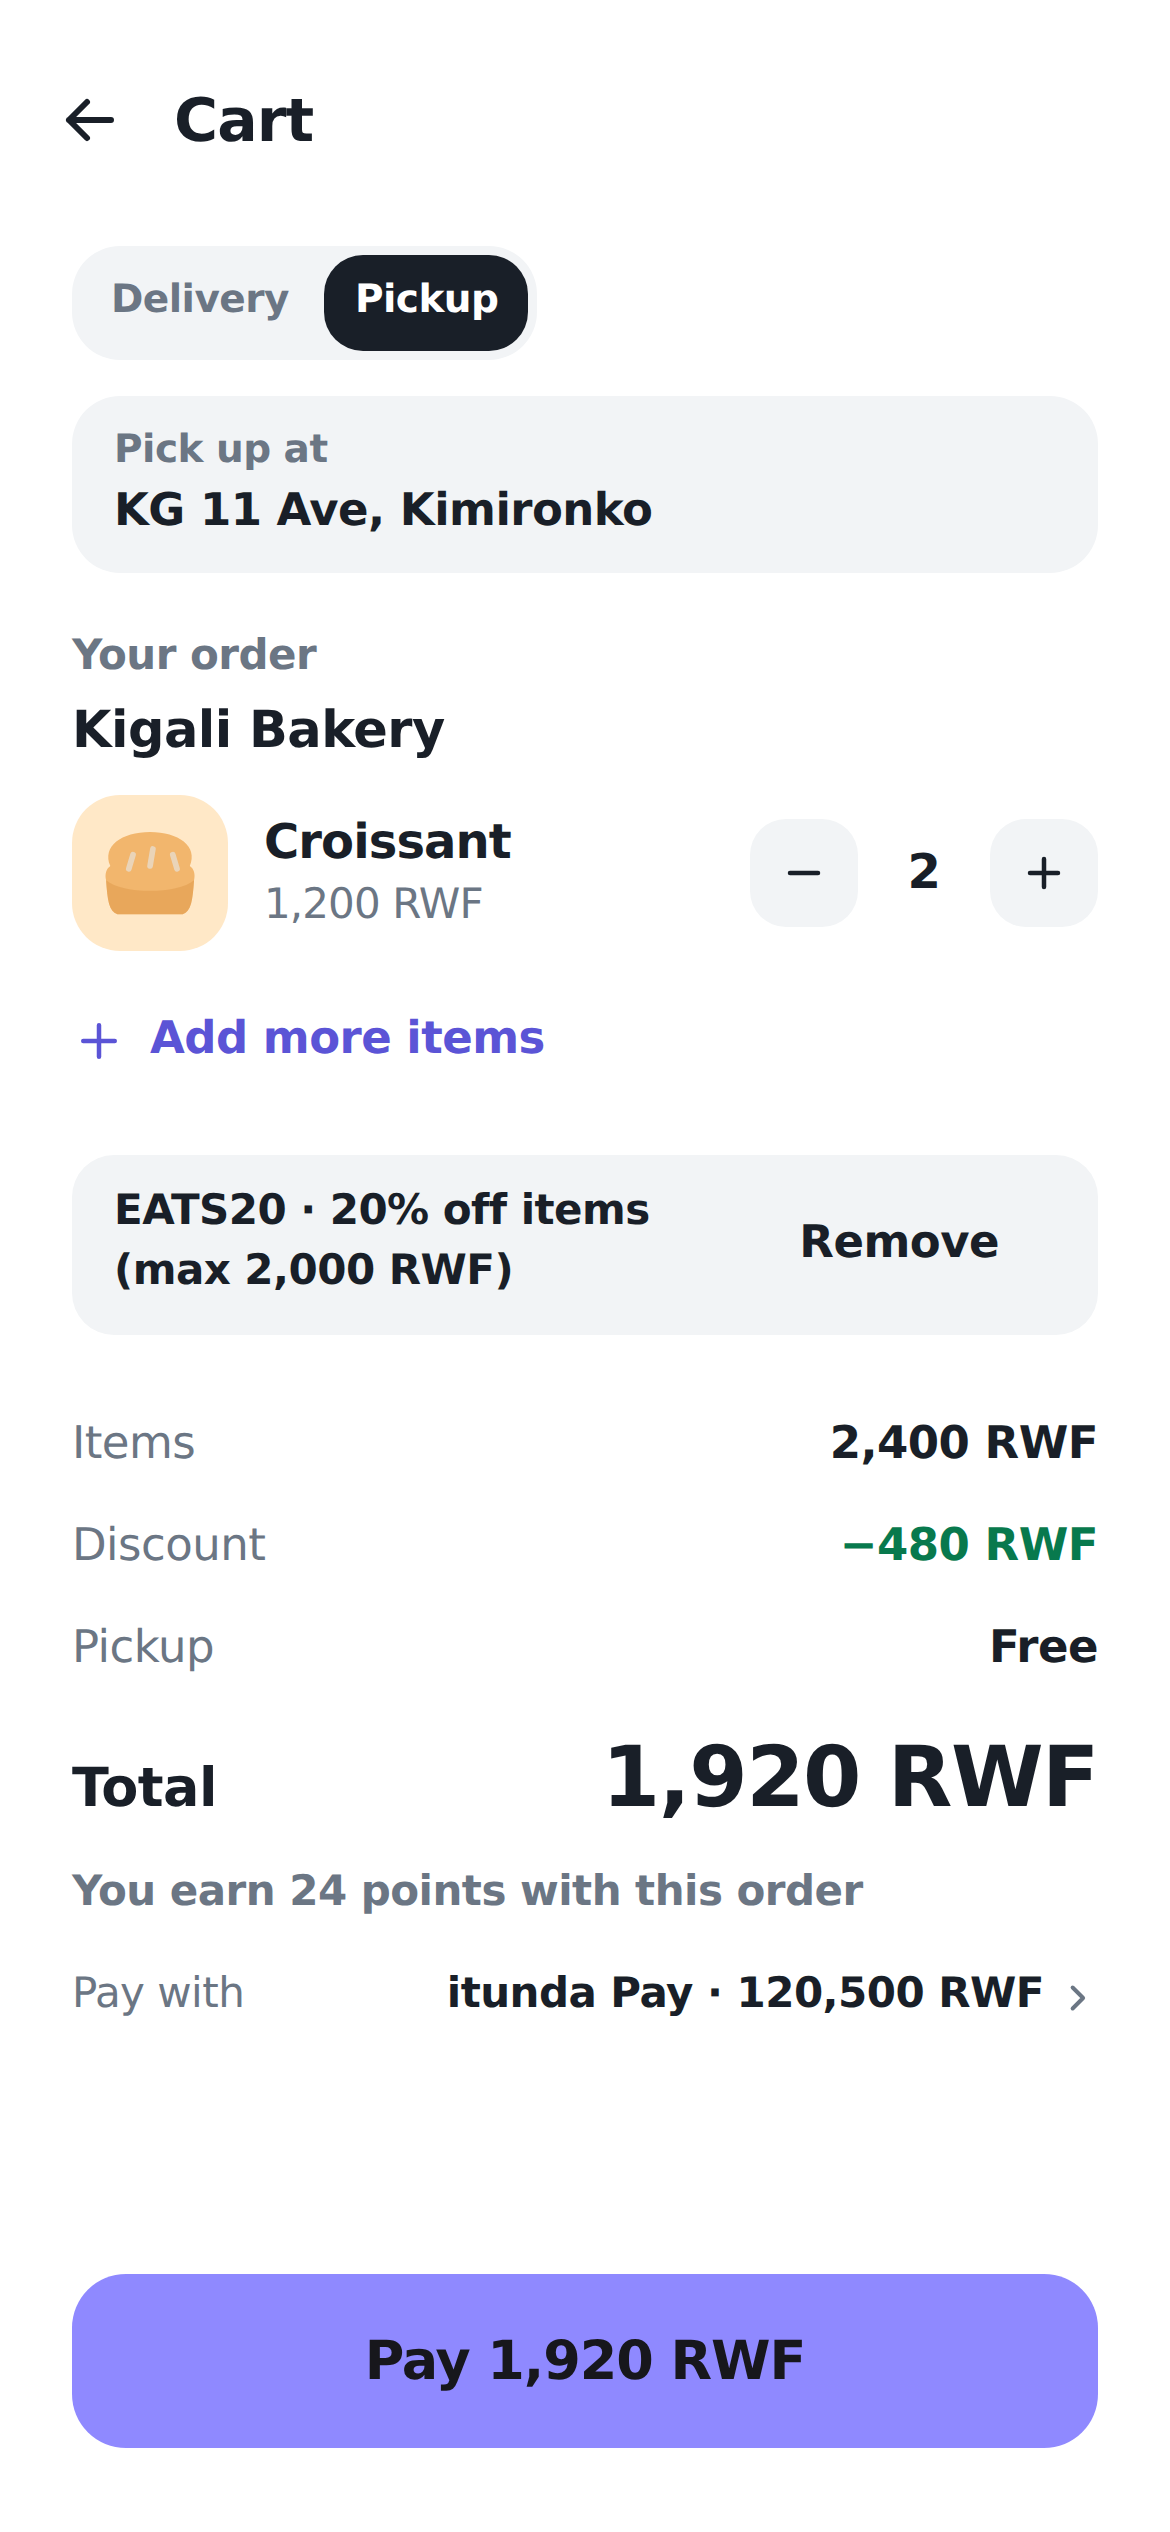 Cart
Delivery
Pickup
Pick up at
KG 11 Ave, Kimironko
Your order
Kigali Bakery
Croissant
1,200 RWF
2
Add more items
EATS20 · 20% off items
(max 2,000 RWF)
Remove
Items
2,400 RWF
Discount
−480 RWF
Pickup
Free
Total
1,920 RWF
You earn 24 points with this order
Pay with
itunda Pay · 120,500 RWF
Pay 1,920 RWF